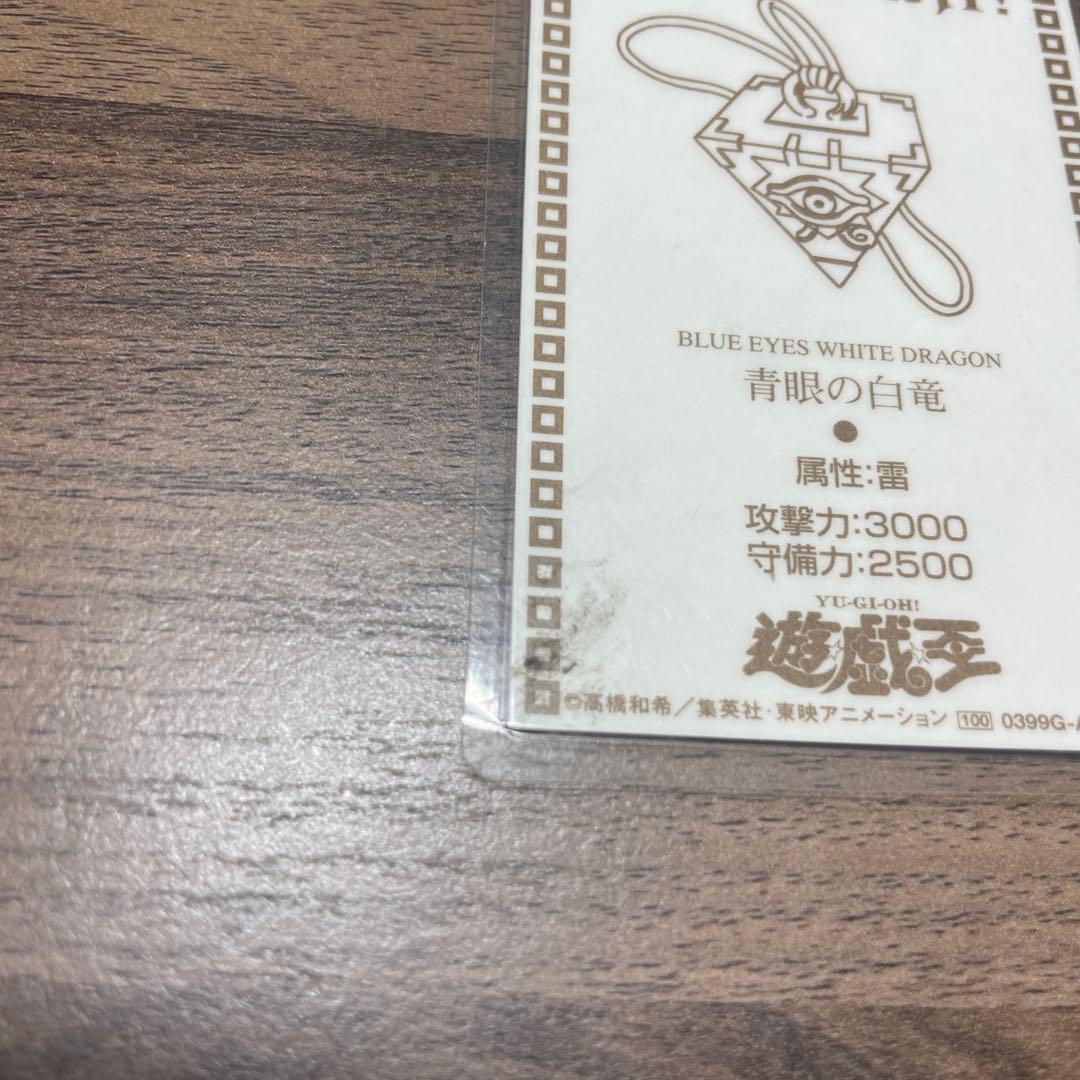 BLUE EYES WHITE DRAGON
青眼の白竜
●
属性:雷
攻撃力:3000
守備力:2500
YU-GI-OH!
遊戯王
©高橋和希／集英社・東映アニメーション 100 0399G-